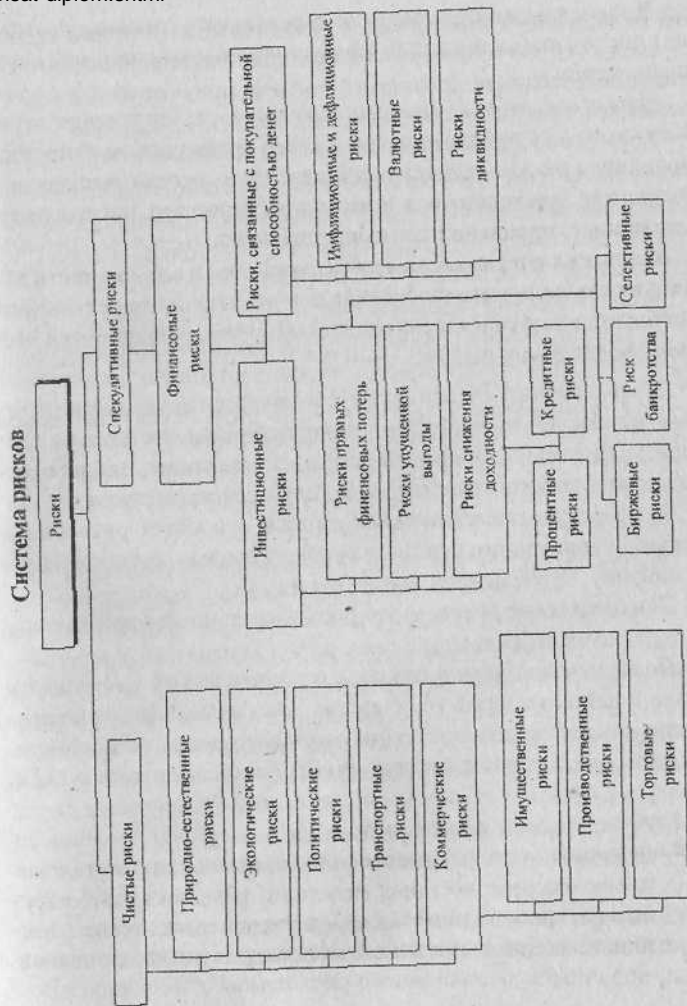 Система рисков
Риски
Чистые риски
Спекулятивные риски
Природно-естественные
риски
Экологические
риски
Политические
риски
Транспортные
риски
Коммерческие
риски
Имущественные
риски
Производственные
риски
Торговые
риски
Финансовые
риски
Инвестиционные
риски
Риски, связанные с покупательной
способностью денег
Риски прямых
финансовых потерь
Риски упущенной
выгоды
Риски снижения
доходности
Процентные
риски
Кредитные
риски
Биржевые
риски
Риск
банкротства
Селективные
риски
Инфляционные и дефляционные
риски
Валютные
риски
Риски
ликвидности